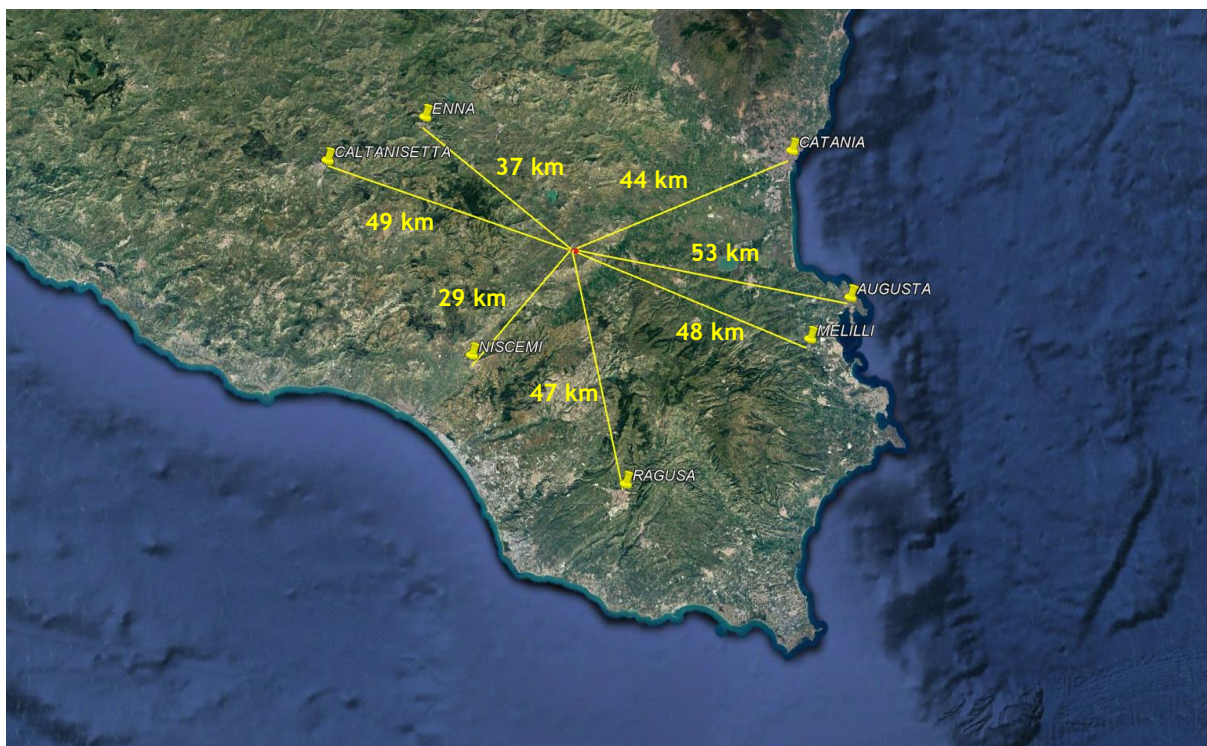 ENNA
CATANIA
CALTANISETTA
37 km
44 km
49 km
53 km
AUGUSTA
29 km
MELILLI
48 km
NISCEMI
47 km
RAGUSA